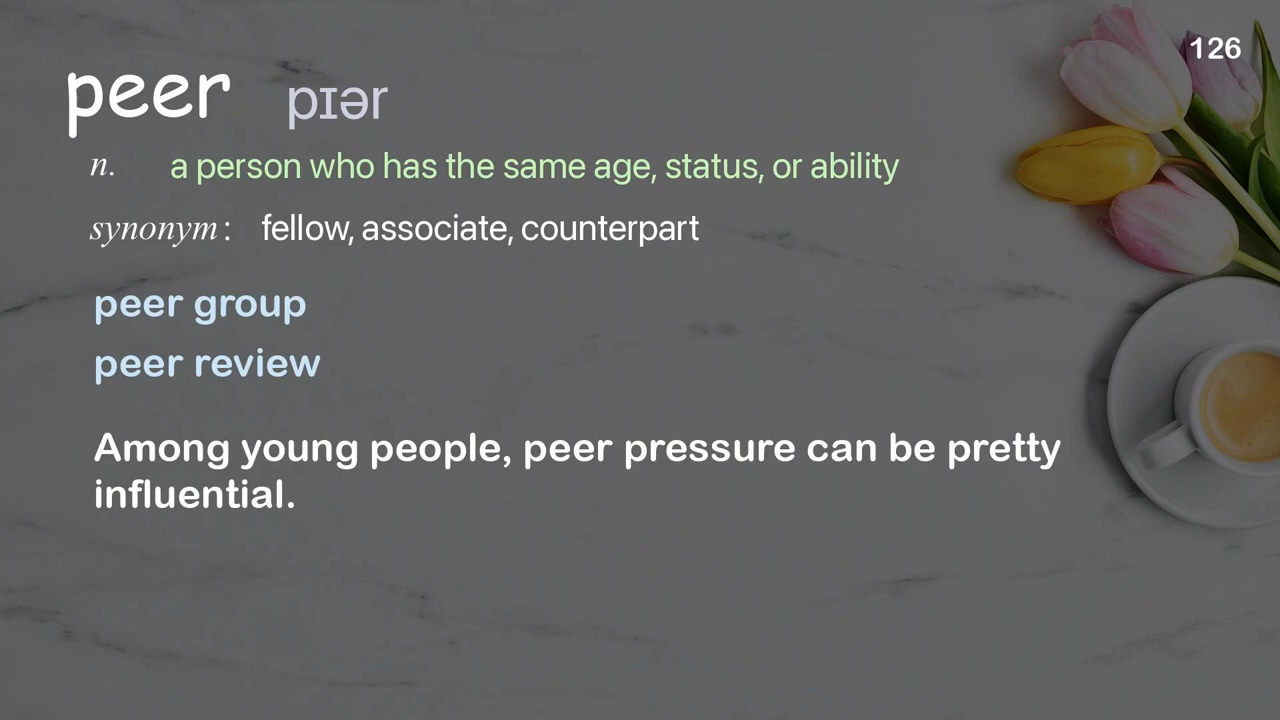 126
peer pɪər
n. a person who has the same age, status, or ability
synonym: fellow, associate, counterpart
peer group
peer review
Among young people, peer pressure can be pretty
influential.